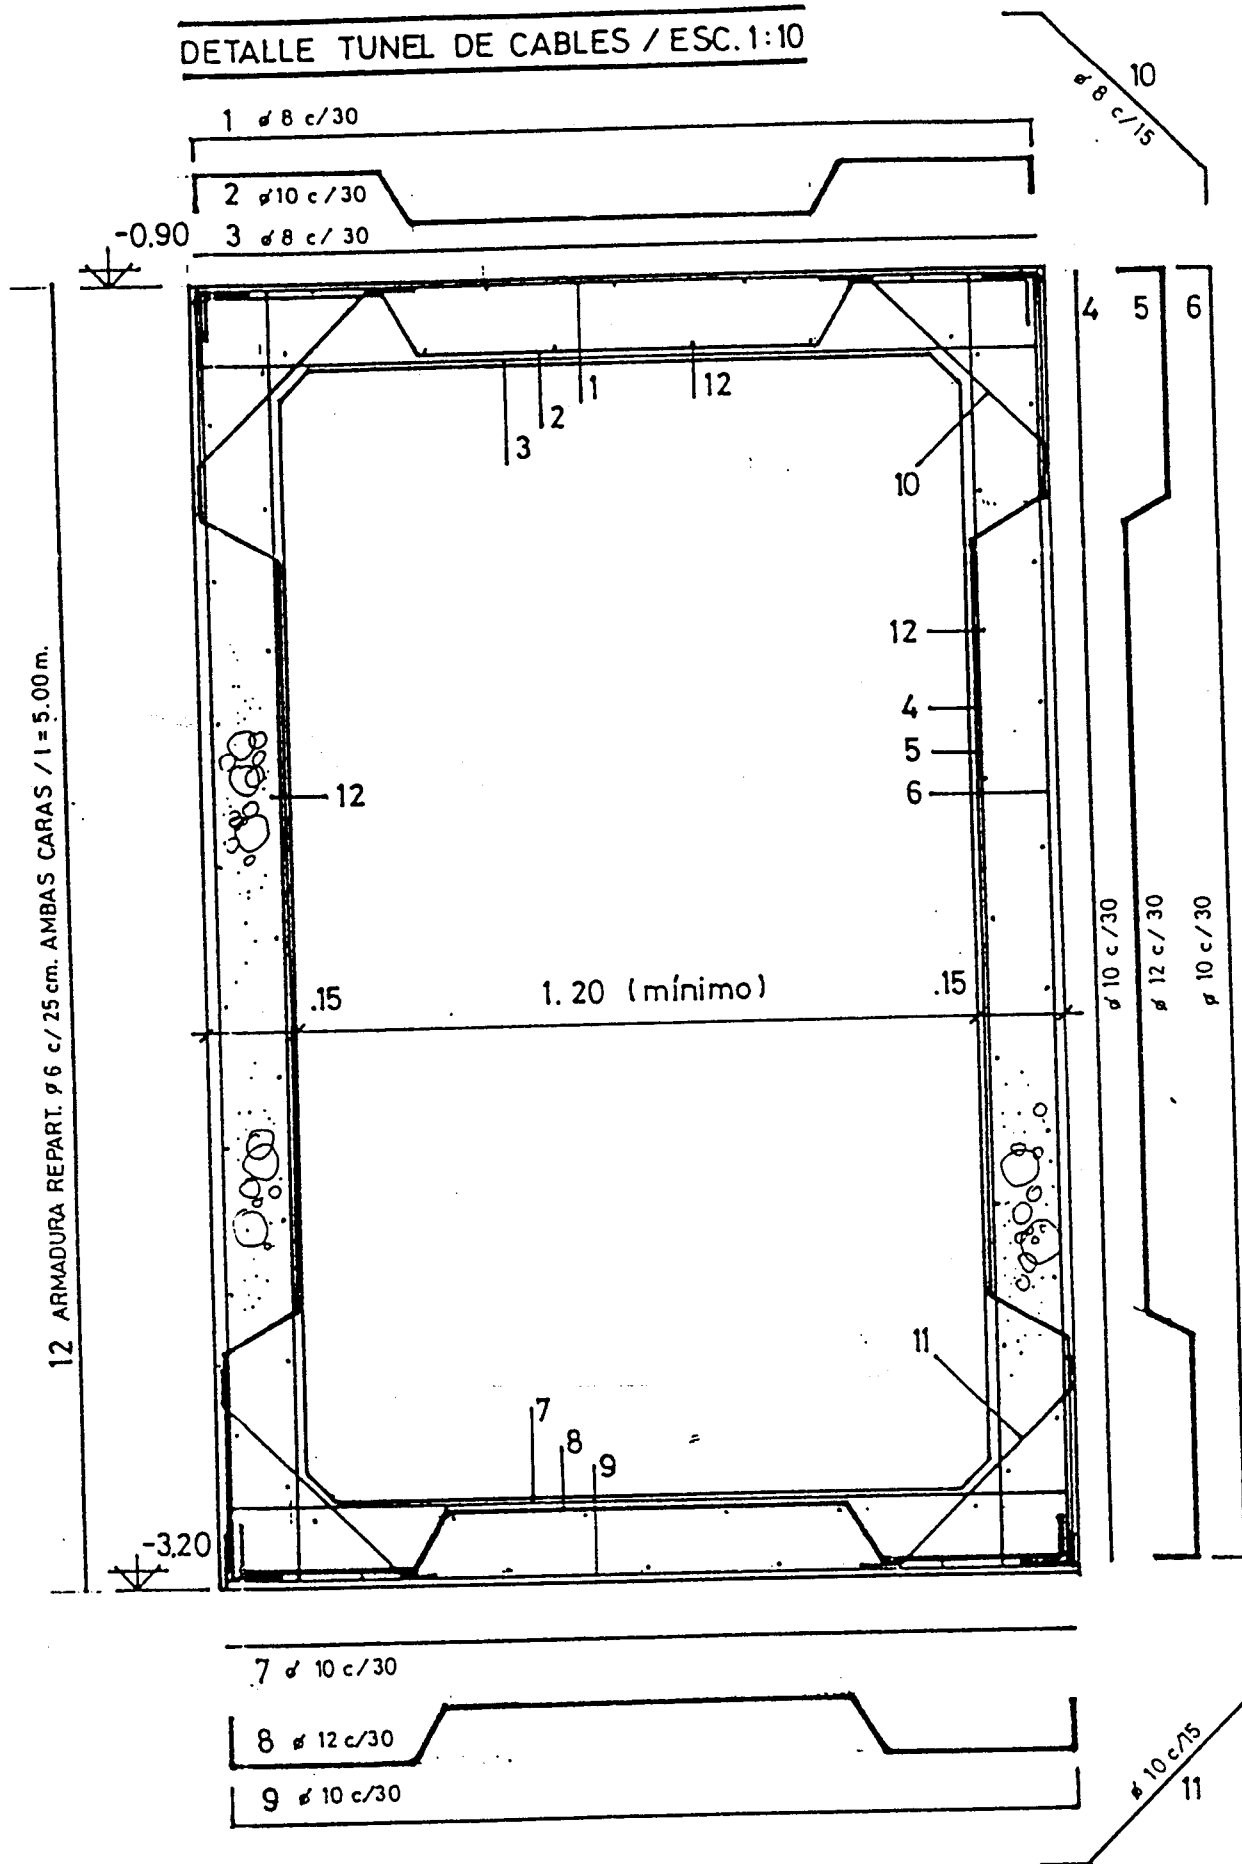 DETALLE TUNEL DE CABLES / ESC. 1:10
10
ø 8 c/15
1 ø 8 c/30
2 ø 10 c/30
3 ø 8 c/30
-0,90
4
5
6
1
12
2
3
10
12
4
5
6
12
12 ARMADURA REPART. ø 6 c/25 cm. AMBAS CARAS / l = 5.00 m.
.15
1.20 (mínimo)
.15
ø 10 c/30
ø 12 c/30
ø 10 c/30
11
7
8
9
-3,20
7 ø 10 c/30
8 ø 12 c/30
9 ø 10 c/30
ø 10 c/15
11